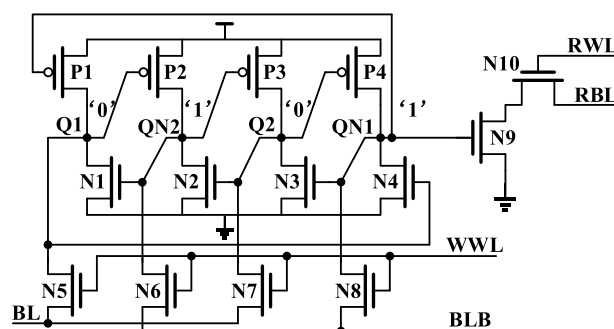 RWL
N10
P1 P2 P3 P4
RBL
‘0’ ‘1’ ‘0’ ‘1’
Q1 QN2 Q2 QN1
N9
N1 N2 N3 N4
WWL
N5 N6 N7 N8
BL BLB